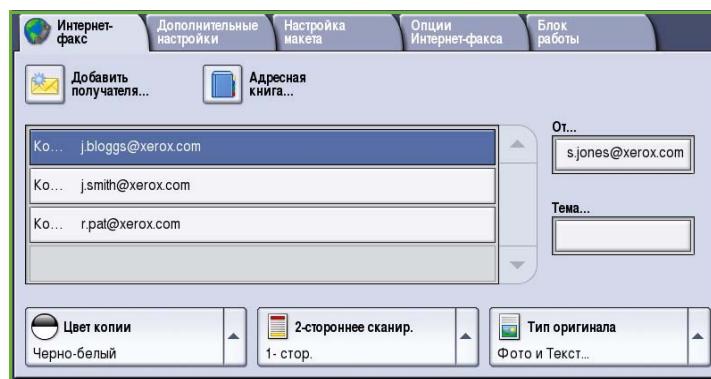 Интернет-
факс
Дополнительные
настройки
Настройка
макета
Опции
Интернет-факса
Блок
работы
Добавить
получателя...
Адресная
книга...
От...
Ко... j.bloggs@xerox.com
s.jones@xerox.com
Ко... j.smith@xerox.com
Тема...
Ко... r.pat@xerox.com
Цвет копии
Черно-белый
2-стороннее сканир.
1- стор.
Тип оригинала
Фото и Текст...